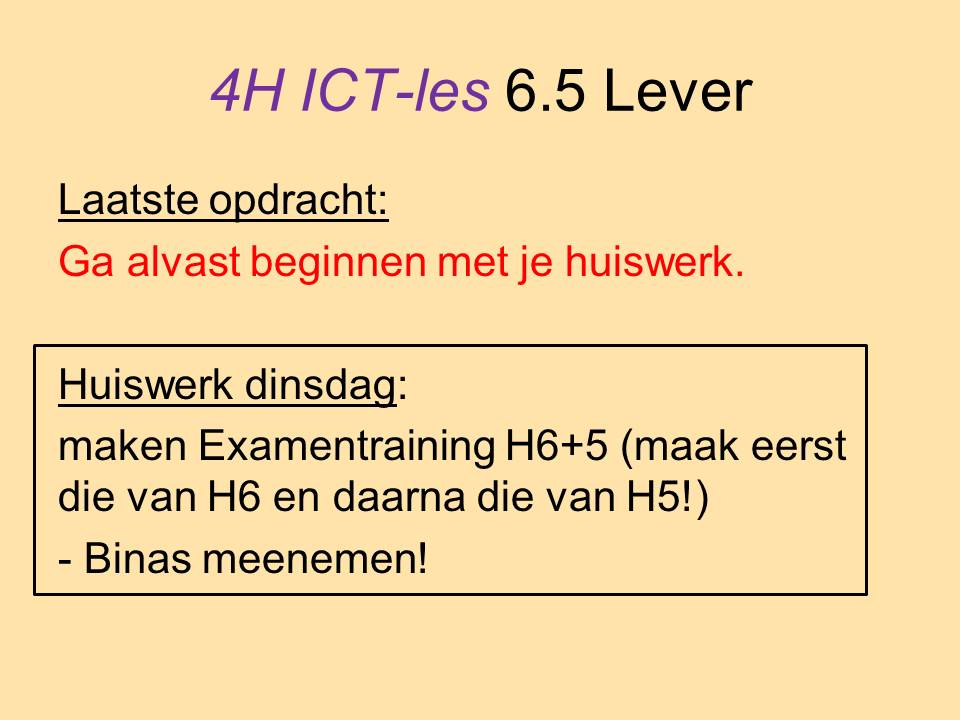 4H ICT-les 6.5 Lever
Laatste opdracht:
Ga alvast beginnen met je huiswerk.
Huiswerk dinsdag:
maken Examentraining H6+5 (maak eerst
die van H6 en daarna die van H5!)
- Binas meenemen!